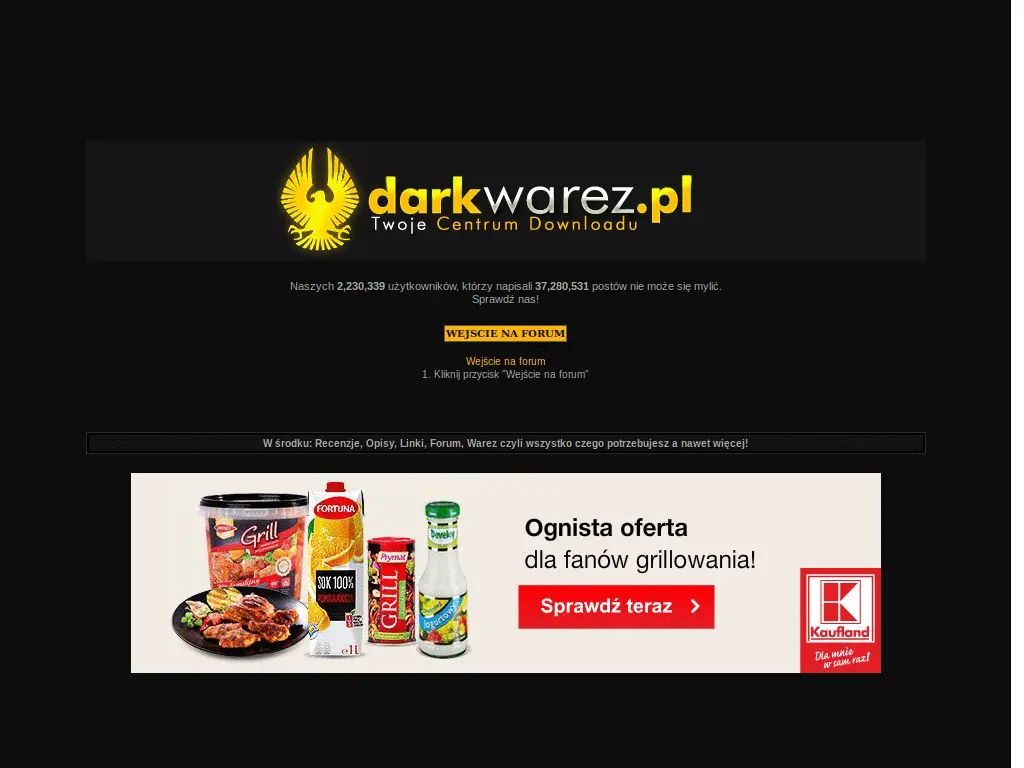 darkwarez.pl
Twoje Centrum Downloadu
Naszych 2,230,339 użytkowników, którzy napisali 37,280,531 postów nie może się mylić.
Sprawdź nas!
WEJSCIE NA FORUM
Wejście na forum
1. Kliknij przycisk "Wejście na forum"
W środku: Recenzje, Opisy, Linki, Forum, Warez czyli wszystko czego potrzebujesz a nawet więcej!
Grill
FORTUNA
SOK 100%
Prymat
GRILL
Develey
Ognista oferta
dla fanów grillowania!
Sprawdź teraz
Kaufland
Dla mnie
w sam raz!